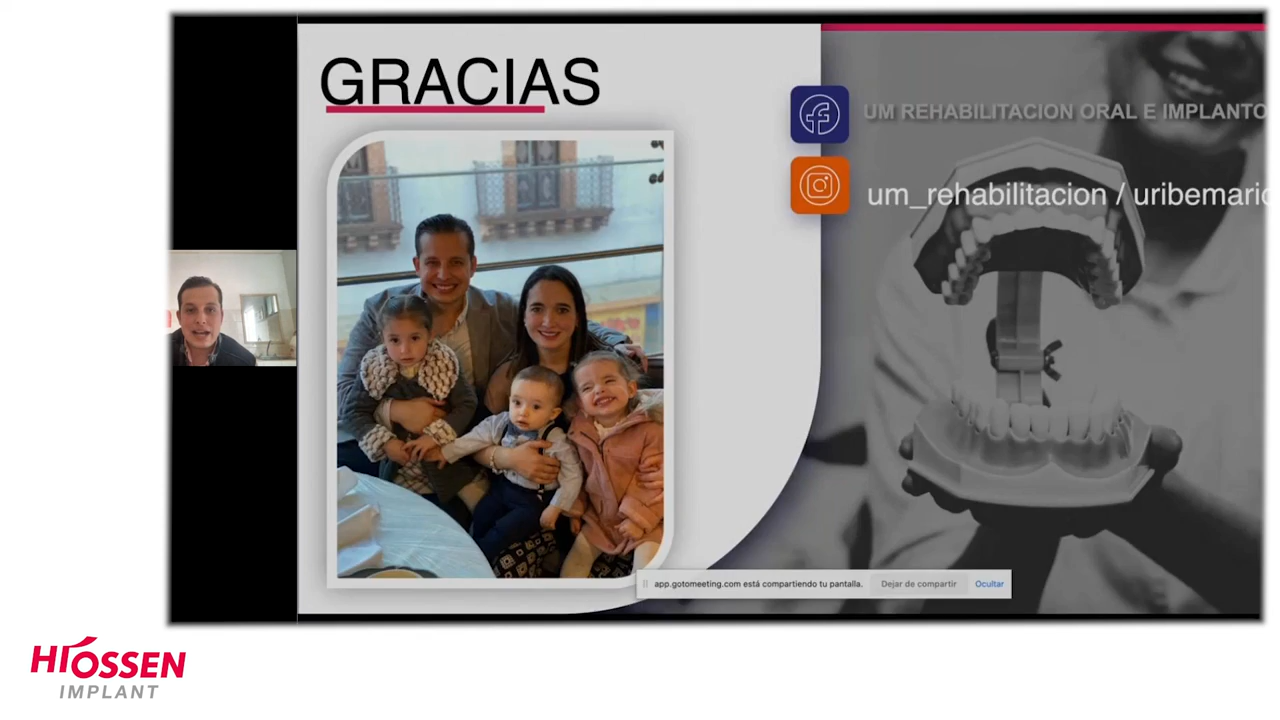 GRACIAS
UM REHABILITACION ORAL E IMPLANTO
um_rehabilitacion / uribemario
app.gotomeeting.com está compartiendo tu pantalla.
Dejar de compartir
Ocultar
HIOSSEN
IMPLANT